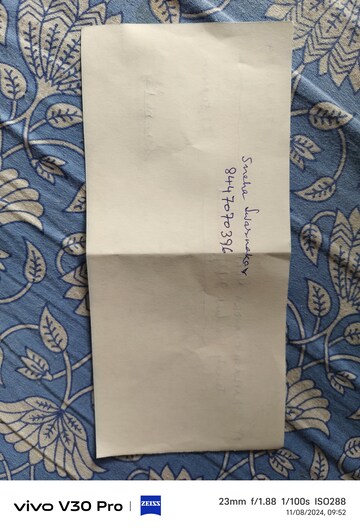 Sneha Swarnakar
8447070396
vivo V30 Pro | ZEISS
23mm f/1.88 1/100s ISO288
11/08/2024, 09:52